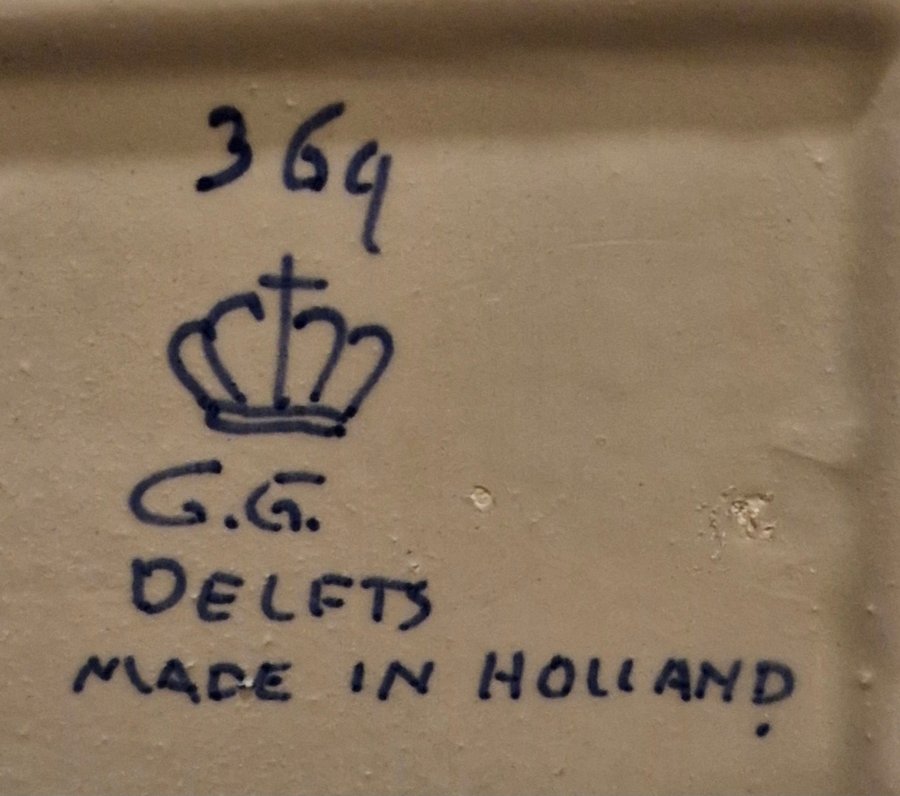 369
G.G.
DELFTS
MADE IN HOLLAND.